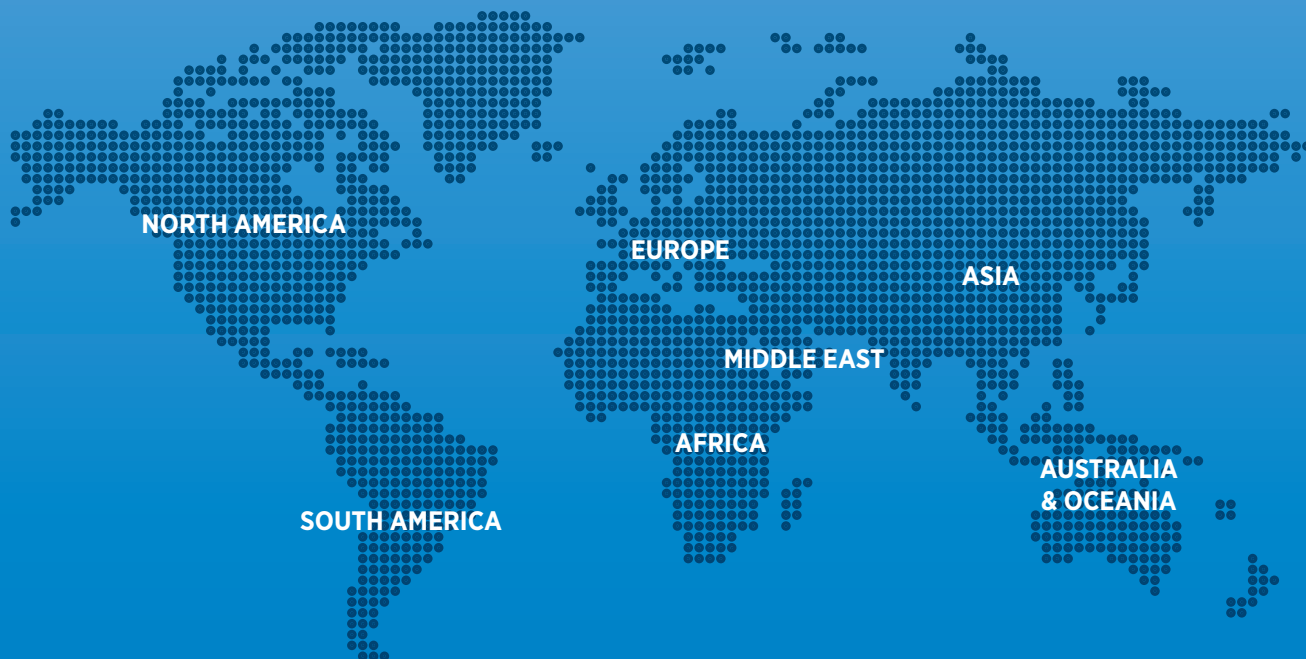 NORTH AMERICA
EUROPE
ASIA
MIDDLE EAST
AFRICA
AUSTRALIA
& OCEANIA
SOUTH AMERICA